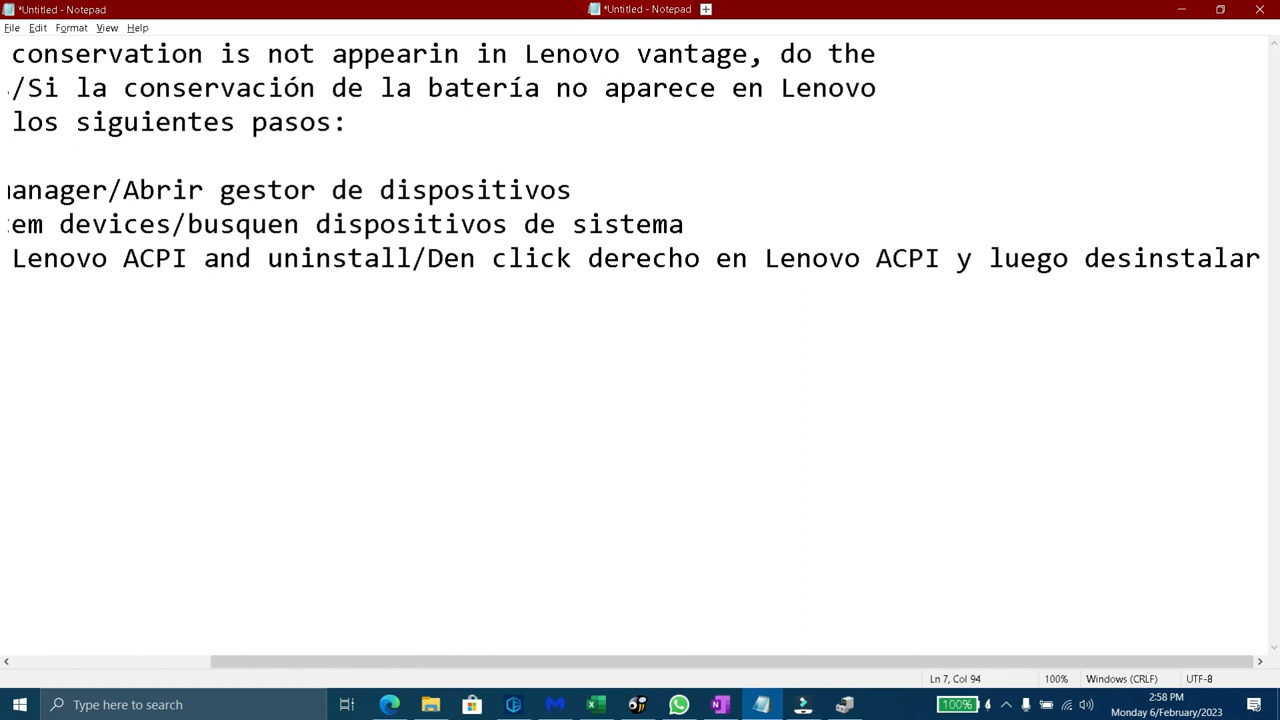 *Untitled - Notepad
*Untitled - Notepad
File Edit Format View Help
conservation is not appearin in Lenovo vantage, do the
/Si la conservación de la batería no aparece en Lenovo
los siguientes pasos:
manager/Abrir gestor de dispositivos
tem devices/busquen dispositivos de sistema
Lenovo ACPI and uninstall/Den click derecho en Lenovo ACPI y luego desinstalar
Ln 7, Col 94 100% Windows (CRLF) UTF-8
Type here to search
100%
2:58 PM
Monday 6/February/2023